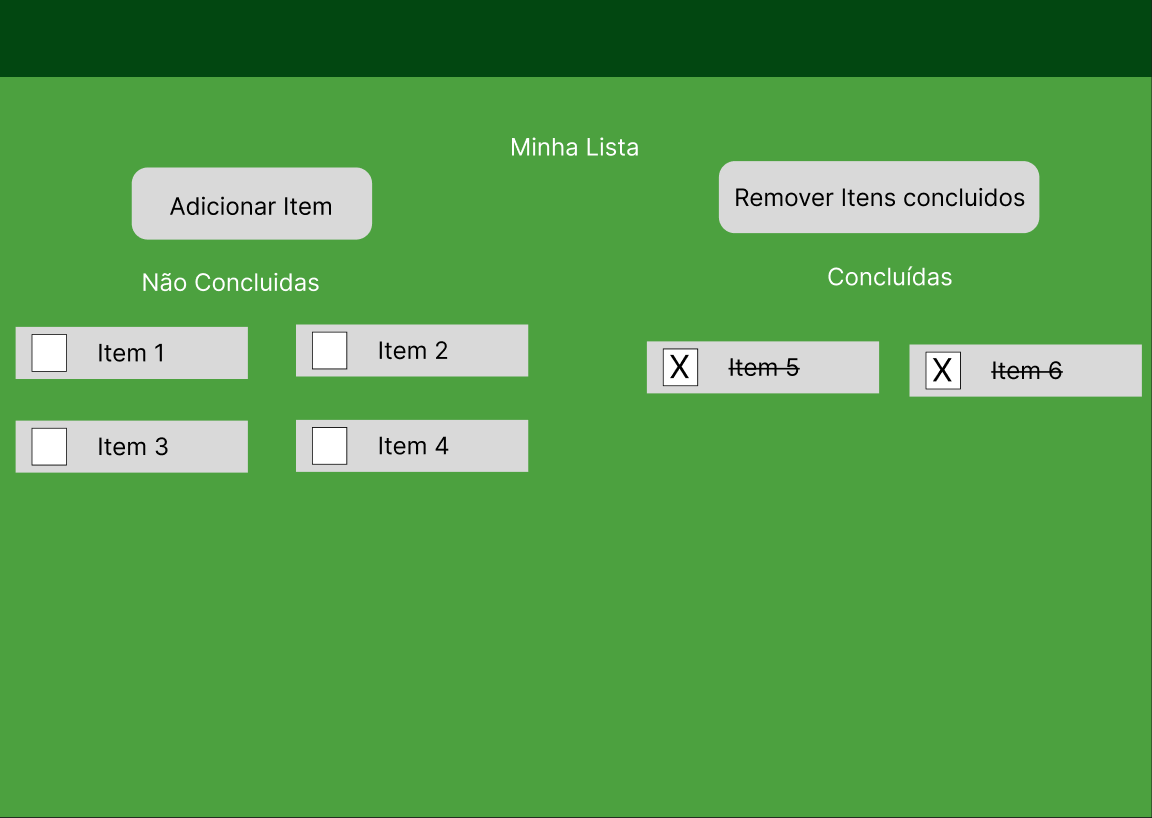 Minha Lista
Adicionar Item
Remover Itens concluidos
Não Concluidas
Concluídas
Item 1
Item 2
X Item 5
X Item 6
Item 3
Item 4